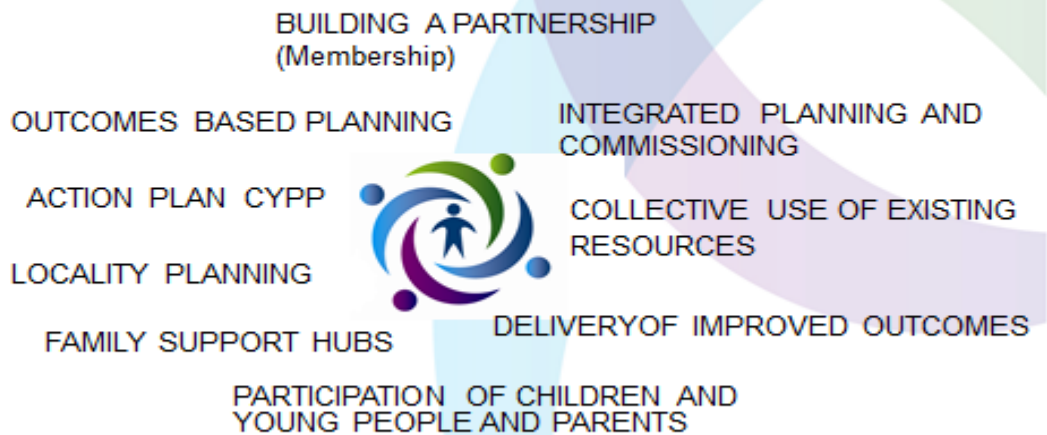 BUILDING A PARTNERSHIP
(Membership)
OUTCOMES BASED PLANNING
INTEGRATED PLANNING AND
COMMISSIONING
ACTION PLAN CYPP
COLLECTIVE USE OF EXISTING
RESOURCES
LOCALITY PLANNING
DELIVERYOF IMPROVED OUTCOMES
FAMILY SUPPORT HUBS
PARTICIPATION OF CHILDREN AND
YOUNG PEOPLE AND PARENTS